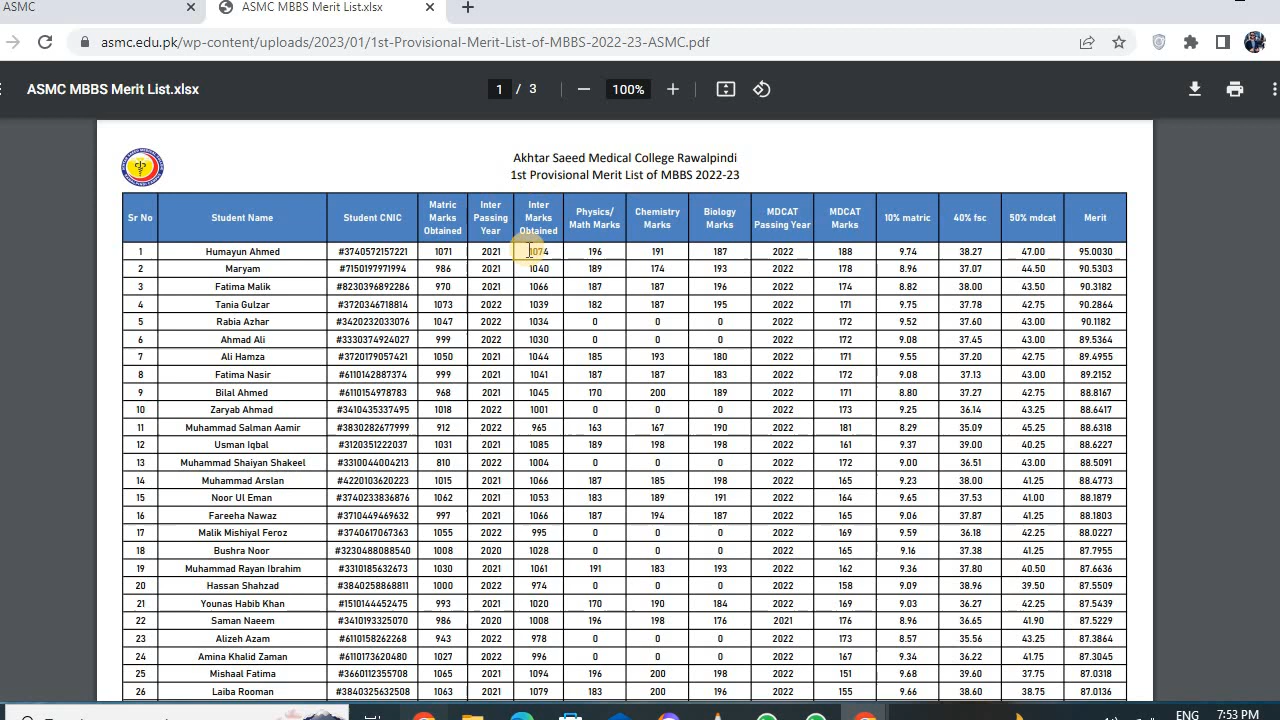 ASMC
ASMC MBBS Merit List.xlsx
asmc.edu.pk/wp-content/uploads/2023/01/1st-Provisional-Merit-List-of-MBBS-2022-23-ASMC.pdf
ASMC MBBS Merit List.xlsx 1 / 3 100%
Akhtar Saeed Medical College Rawalpindi
1st Provisional Merit List of MBBS 2022-23
Sr No Student Name Student CNIC Matric Marks Obtained Inter Passing Year Inter Marks Obtained Physics/ Math Marks Chemistry Marks Biology Marks MDCAT Passing Year MDCAT Marks 10% matric 40% fsc 50% mdcat Merit
1 Humayun Ahmed #3740572157221 1071 2021 1074 196 191 187 2022 188 9.74 38.27 47.00 95.0030
2 Maryam #7150197971994 986 2021 1040 189 174 193 2022 178 8.96 37.07 44.50 90.5303
3 Fatima Malik #8230396892286 970 2021 1066 187 187 196 2022 174 8.82 38.00 43.50 90.3182
4 Tania Gulzar #3720346718814 1073 2022 1039 182 187 195 2022 171 9.75 37.78 42.75 90.2864
5 Rabia Azhar #3420232033076 1047 2022 1034 0 0 0 2022 172 9.52 37.60 43.00 90.1182
6 Ahmad Ali #3330374924027 999 2022 1030 0 0 0 2022 172 9.08 37.45 43.00 89.5364
7 Ali Hamza #3720179057421 1050 2021 1044 185 193 180 2022 171 9.55 37.20 42.75 89.4955
8 Fatima Nasir #6110142887374 999 2021 1041 187 187 183 2022 172 9.08 37.13 43.00 89.2152
9 Bilal Ahmed #6110154978783 968 2021 1045 170 200 189 2022 171 8.80 37.27 42.75 88.8167
10 Zaryab Ahmad #3410435337495 1018 2022 1001 0 0 0 2022 173 9.25 36.14 43.25 88.6417
11 Muhammad Salman Aamir #3830282677999 912 2022 965 163 167 190 2022 181 8.29 35.09 45.25 88.6318
12 Usman Iqbal #3120351222037 1031 2021 1085 189 198 198 2022 161 9.37 39.00 40.25 88.6227
13 Muhammad Shaiyan Shakeel #3310044004213 810 2022 1004 0 0 0 2022 172 9.00 36.51 43.00 88.5091
14 Muhammad Arslan #4220103620223 1015 2021 1066 187 185 198 2022 165 9.23 38.00 41.25 88.4773
15 Noor Ul Eman #3740233836876 1062 2021 1053 183 189 191 2022 164 9.65 37.53 41.00 88.1879
16 Fareeha Nawaz #3710449469632 997 2021 1066 187 194 187 2022 165 9.06 37.87 41.25 88.1803
17 Malik Mishiyal Feroz #3740617067363 1055 2022 995 0 0 0 2022 169 9.59 36.18 42.25 88.0227
18 Bushra Noor #3230488088540 1008 2020 1028 0 0 0 2022 165 9.16 37.38 41.25 87.7955
19 Muhammad Rayan Ibrahim #3310185632673 1030 2021 1061 191 183 193 2022 162 9.36 37.80 40.50 87.6636
20 Hassan Shahzad #3840258868811 1000 2022 974 0 0 0 2022 158 9.09 38.96 39.50 87.5509
21 Younas Habib Khan #1510144452475 993 2021 1020 170 190 184 2022 169 9.03 36.27 42.25 87.5439
22 Saman Naeem #3410193325070 986 2020 1008 196 198 176 2021 176 8.96 36.65 41.90 87.5229
23 Alizeh Azam #6110158262268 943 2022 978 0 0 0 2022 173 8.57 35.56 43.25 87.3864
24 Amina Khalid Zaman #6110173620480 1027 2022 996 0 0 0 2022 167 9.34 36.22 41.75 87.3045
25 Mishaal Fatima #3660112355708 1065 2021 1094 196 200 198 2022 151 9.68 39.60 37.75 87.0318
26 Laiba Rooman #3840325632508 1063 2021 1079 183 200 196 2022 155 9.66 38.60 38.75 87.0136
ENG 7:53 PM